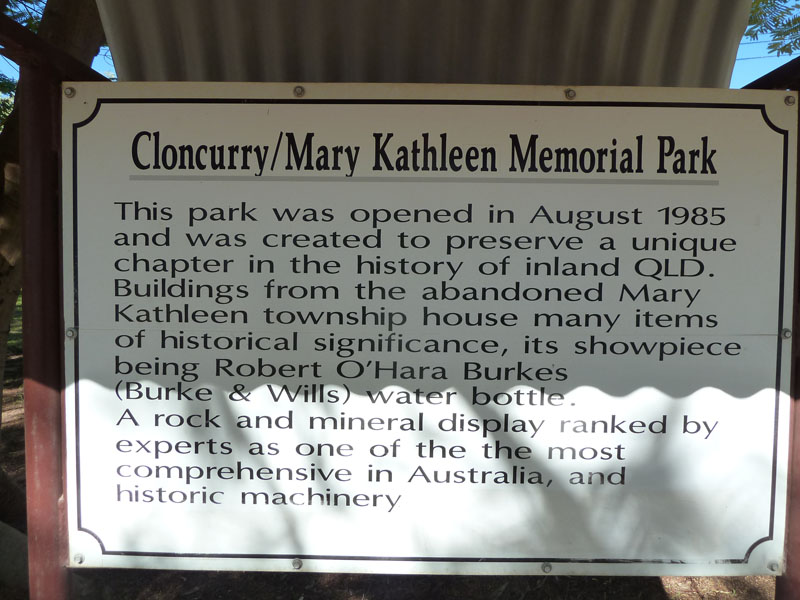 Cloncurry/Mary Kathleen Memorial Park
This park was opened in August 1985
and was created to preserve a unique
chapter in the history of inland QLD.
Buildings from the abandoned Mary
Kathleen township house many items
of historical significance, its showpiece
being Robert O'Hara Burke's
(Burke & Wills) water bottle.
A rock and mineral display ranked by
experts as one of the the most
comprehensive in Australia, and
historic machinery